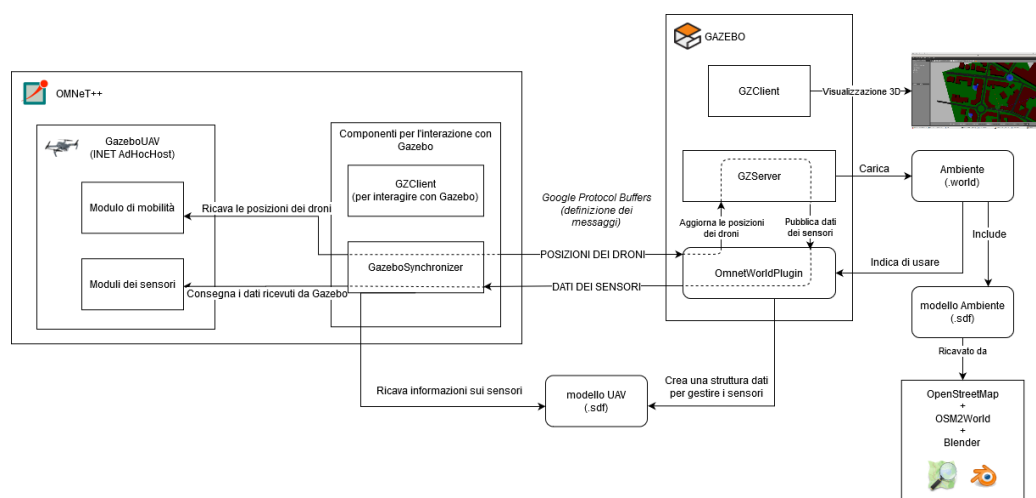 GAZEBO
OMNeT++
GZClient
Visualizzazione 3D
GazeboUAV
(INET AdHocHost)
Componenti per l'interazione con
Gazebo
GZClient
(per interagire con Gazebo)
Modulo di mobilità
Ricava le posizioni dei droni
Google Protocol Buffers
(definizione dei
messaggi)
GZServer
Carica
Ambiente
(.world)
Aggiorna le posizioni
dei droni
Pubblica dati
dei sensori
Include
POSIZIONI DEI DRONI
Indica di usare
GazeboSynchronizer
OmnetWorldPlugin
Moduli dei sensori
Consegna i dati ricevuti da Gazebo
DATI DEI SENSORI
modello Ambiente
(.sdf)
Ricavato da
Ricava informazioni sui sensori
modello UAV
(.sdf)
Crea una struttura dati
per gestire i sensori
OpenStreetMap
+
OSM2World
+
Blender